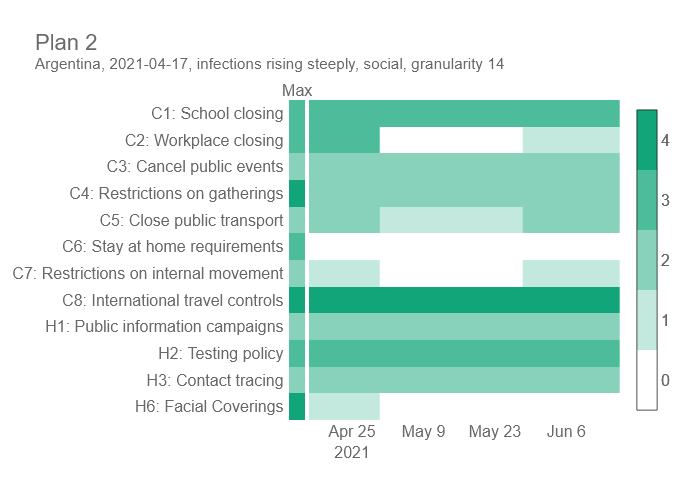 Plan 2
Argentina, 2021-04-17, infections rising steeply, social, granularity 14
Max
C1: School closing
C2: Workplace closing
C3: Cancel public events
C4: Restrictions on gatherings
C5: Close public transport
C6: Stay at home requirements
C7: Restrictions on internal movement
C8: International travel controls
H1: Public information campaigns
H2: Testing policy
H3: Contact tracing
H6: Facial Coverings
4
3
2
1
0
Apr 25 May 9 May 23 Jun 6
2021